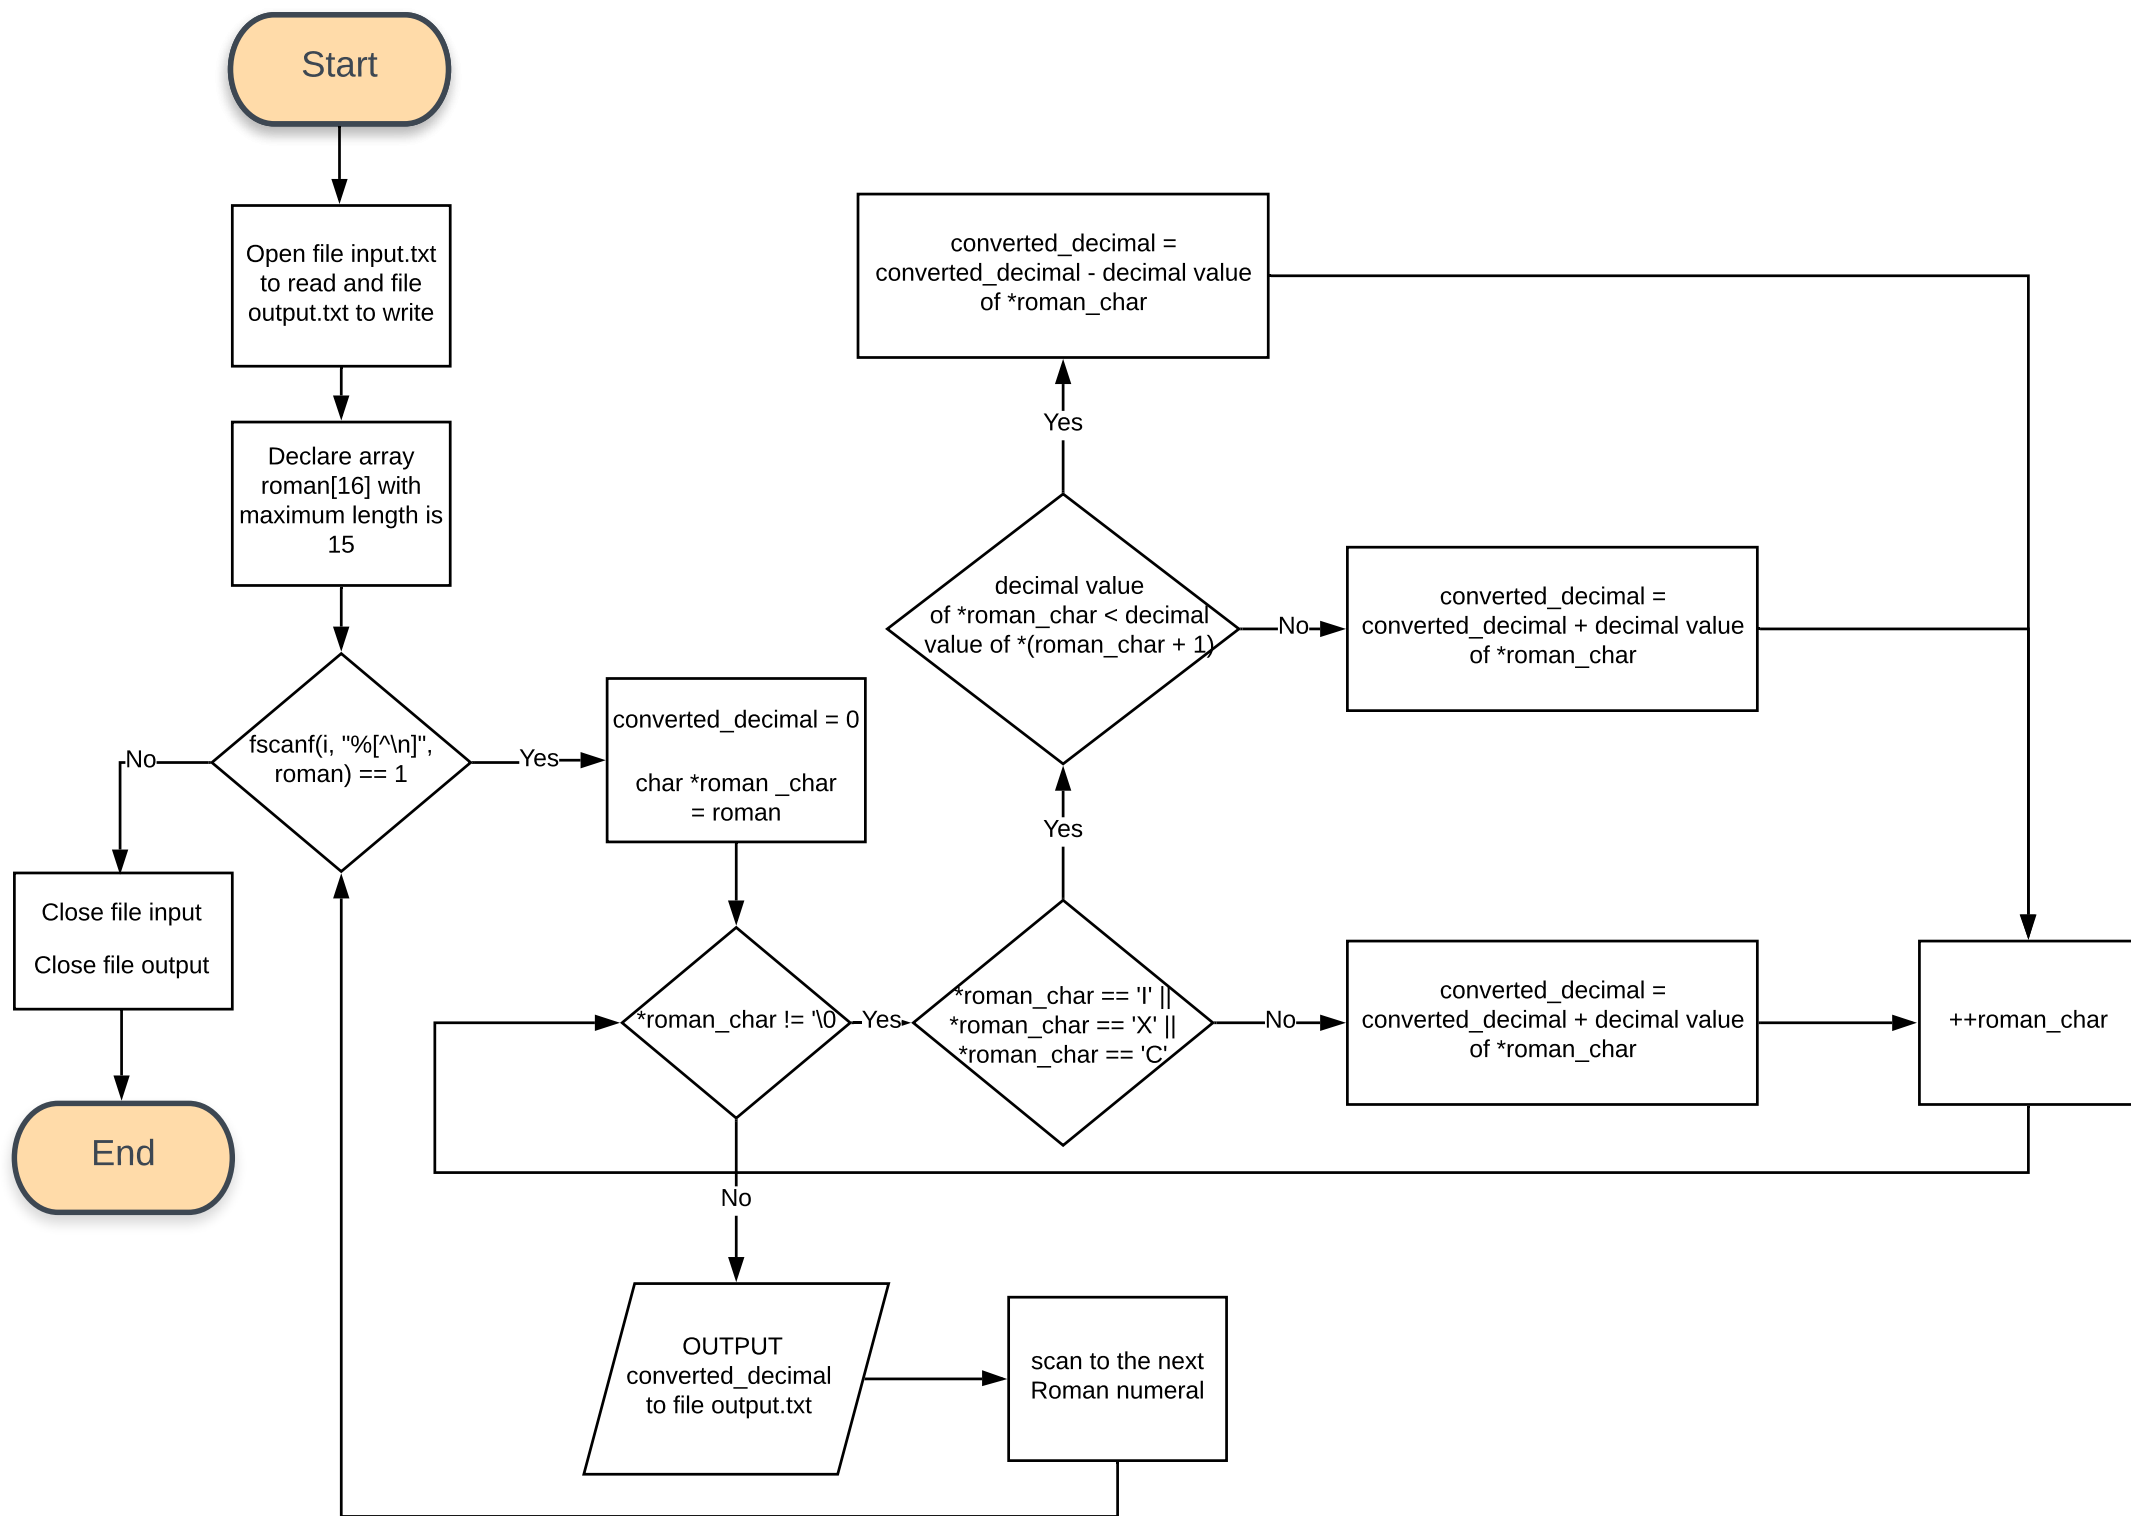 Start
Open file input.txt
to read and file
output.txt to write
Declare array
roman[16] with
maximum length is
15
fscanf(i, "%[^\n]",
roman) == 1
No
Yes
Close file input
Close file output
End
converted_decimal = 0
char *roman _char
= roman
*roman_char != '\0
Yes
No
*roman_char == 'I' ||
*roman_char == 'X' ||
*roman_char == 'C'
Yes
No
decimal value
of *roman_char < decimal
value of *(roman_char + 1)
Yes
No
converted_decimal =
converted_decimal - decimal value
of *roman_char
converted_decimal =
converted_decimal + decimal value
of *roman_char
converted_decimal =
converted_decimal + decimal value
of *roman_char
++roman_char
OUTPUT
converted_decimal
to file output.txt
scan to the next
Roman numeral